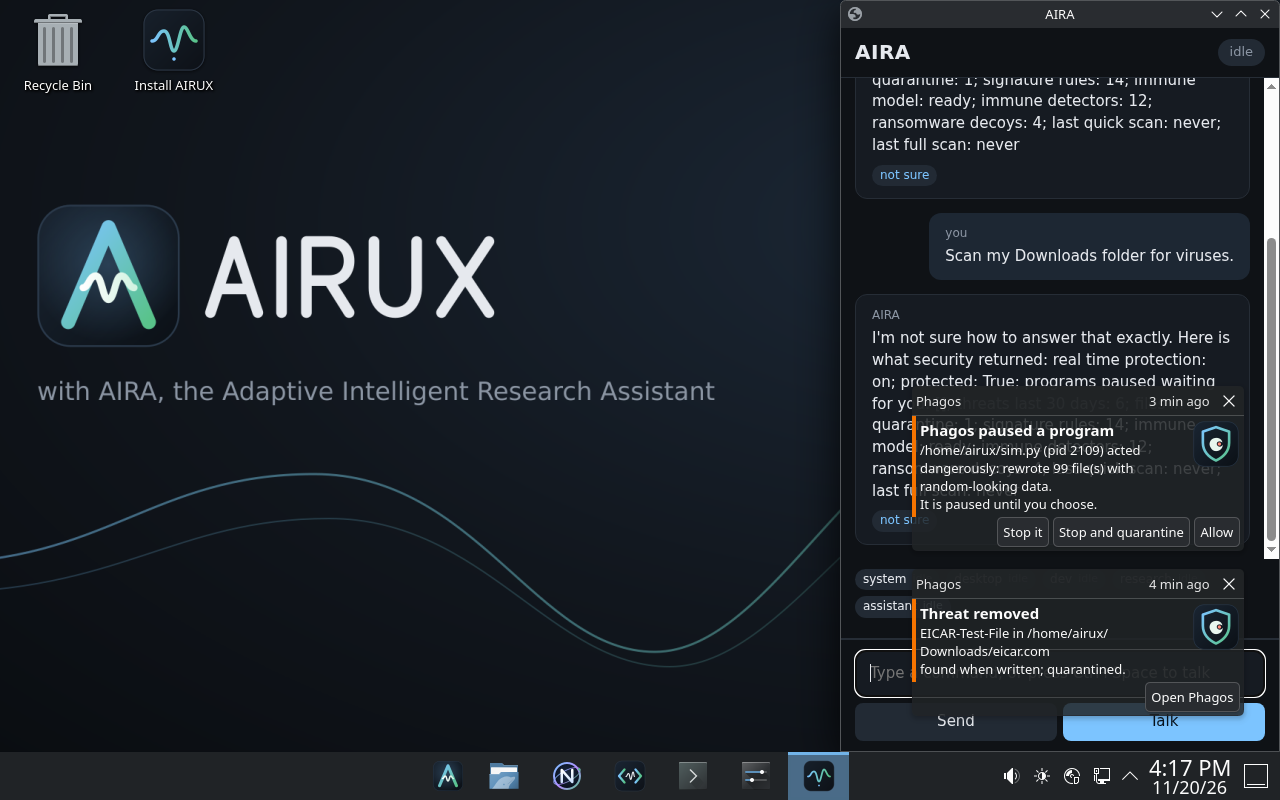 Recycle Bin
Install AIRUX
AIRUX
with AIRA, the Adaptive Intelligent Research Assistant
AIRA
AIRA
idle
quarantine: 1; signature rules: 14; immune
model: ready; immune detectors: 12;
ransomware decoys: 4; last quick scan: never;
last full scan: never
not sure
you
Scan my Downloads folder for viruses.
AIRA
I'm not sure how to answer that exactly. Here is
what security returned: real time protection:
on; protected: True; programs paused waiting
for
Phagos
3 min ago
Phagos paused a program
/home/airux/sim.py (pid 2109) acted
dangerously: rewrote 99 file(s) with
random-looking data.
It is paused until you choose.
Stop it
Stop and quarantine
Allow
not sure
system
Phagos
4 min ago
Threat removed
EICAR-Test-File in /home/airux/
Downloads/eicar.com
found when written; quarantined.
Open Phagos
Type
Send
Talk
N
4:17 PM
11/20/26